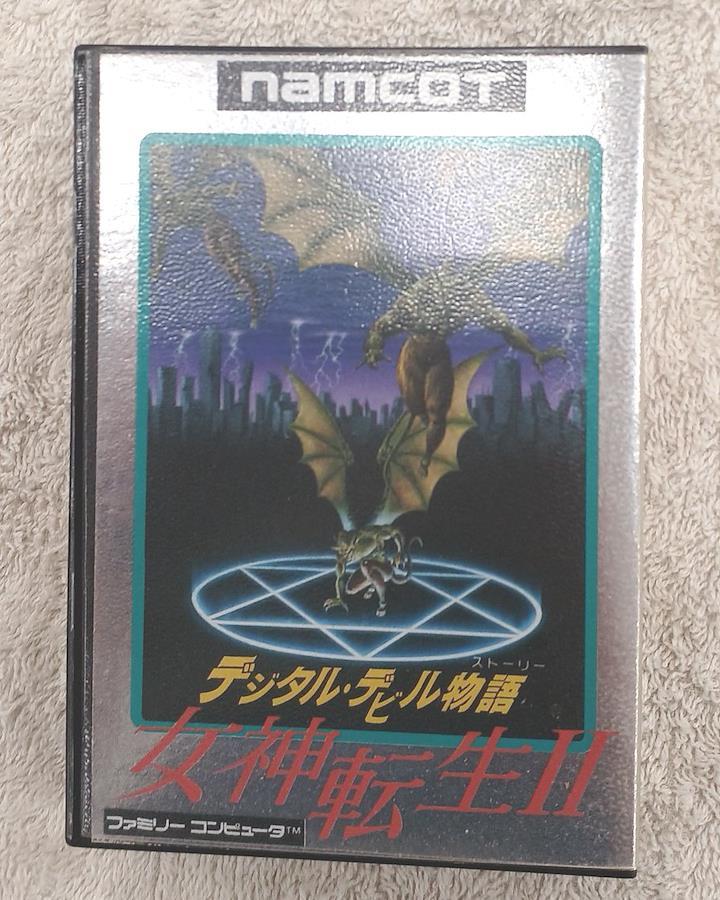 namcoT
ストーリー
デジタル・デビル物語
女神転生II
ファミリー コンピュータ™